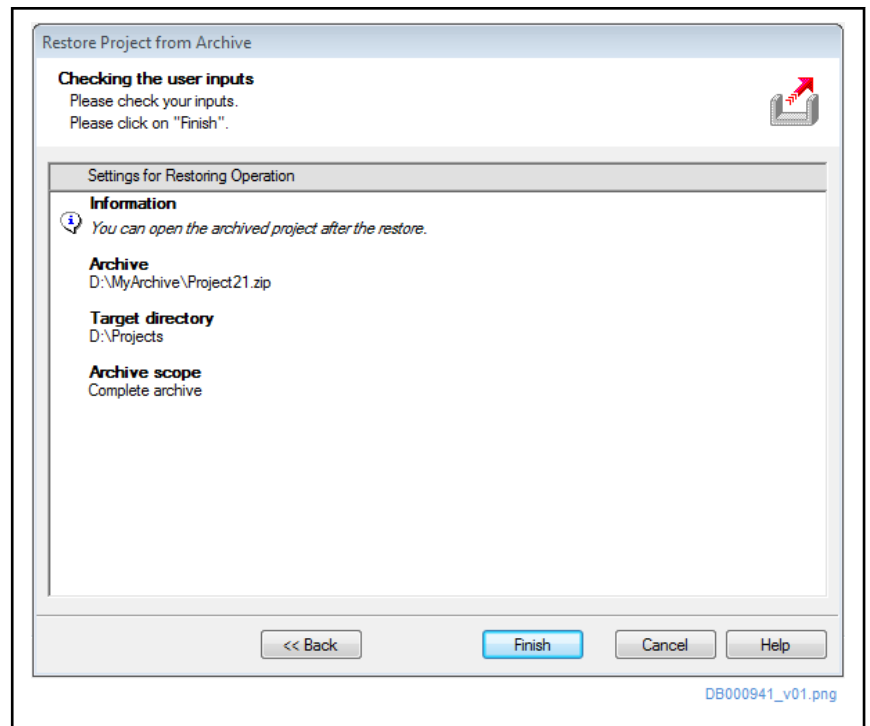 Restore Project from Archive
Checking the user inputs
Please check your inputs.
Please click on "Finish".
Settings for Restoring Operation
Information
You can open the archived project after the restore.
Archive
D:\MyArchive\Project21.zip
Target directory
D:\Projects
Archive scope
Complete archive
<< Back Finish Cancel Help
DB000941_v01.png